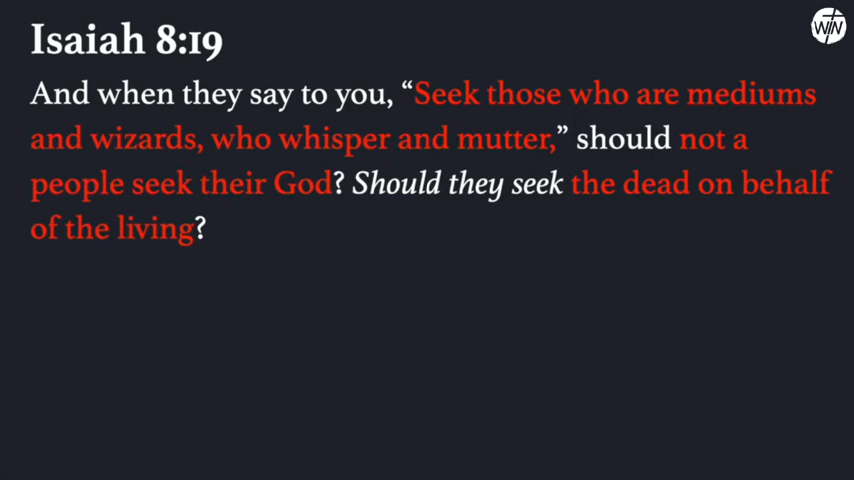 WIN
Isaiah 8:19
And when they say to you, “Seek those who are mediums
and wizards, who whisper and mutter,” should not a
people seek their God? Should they seek the dead on behalf
of the living?